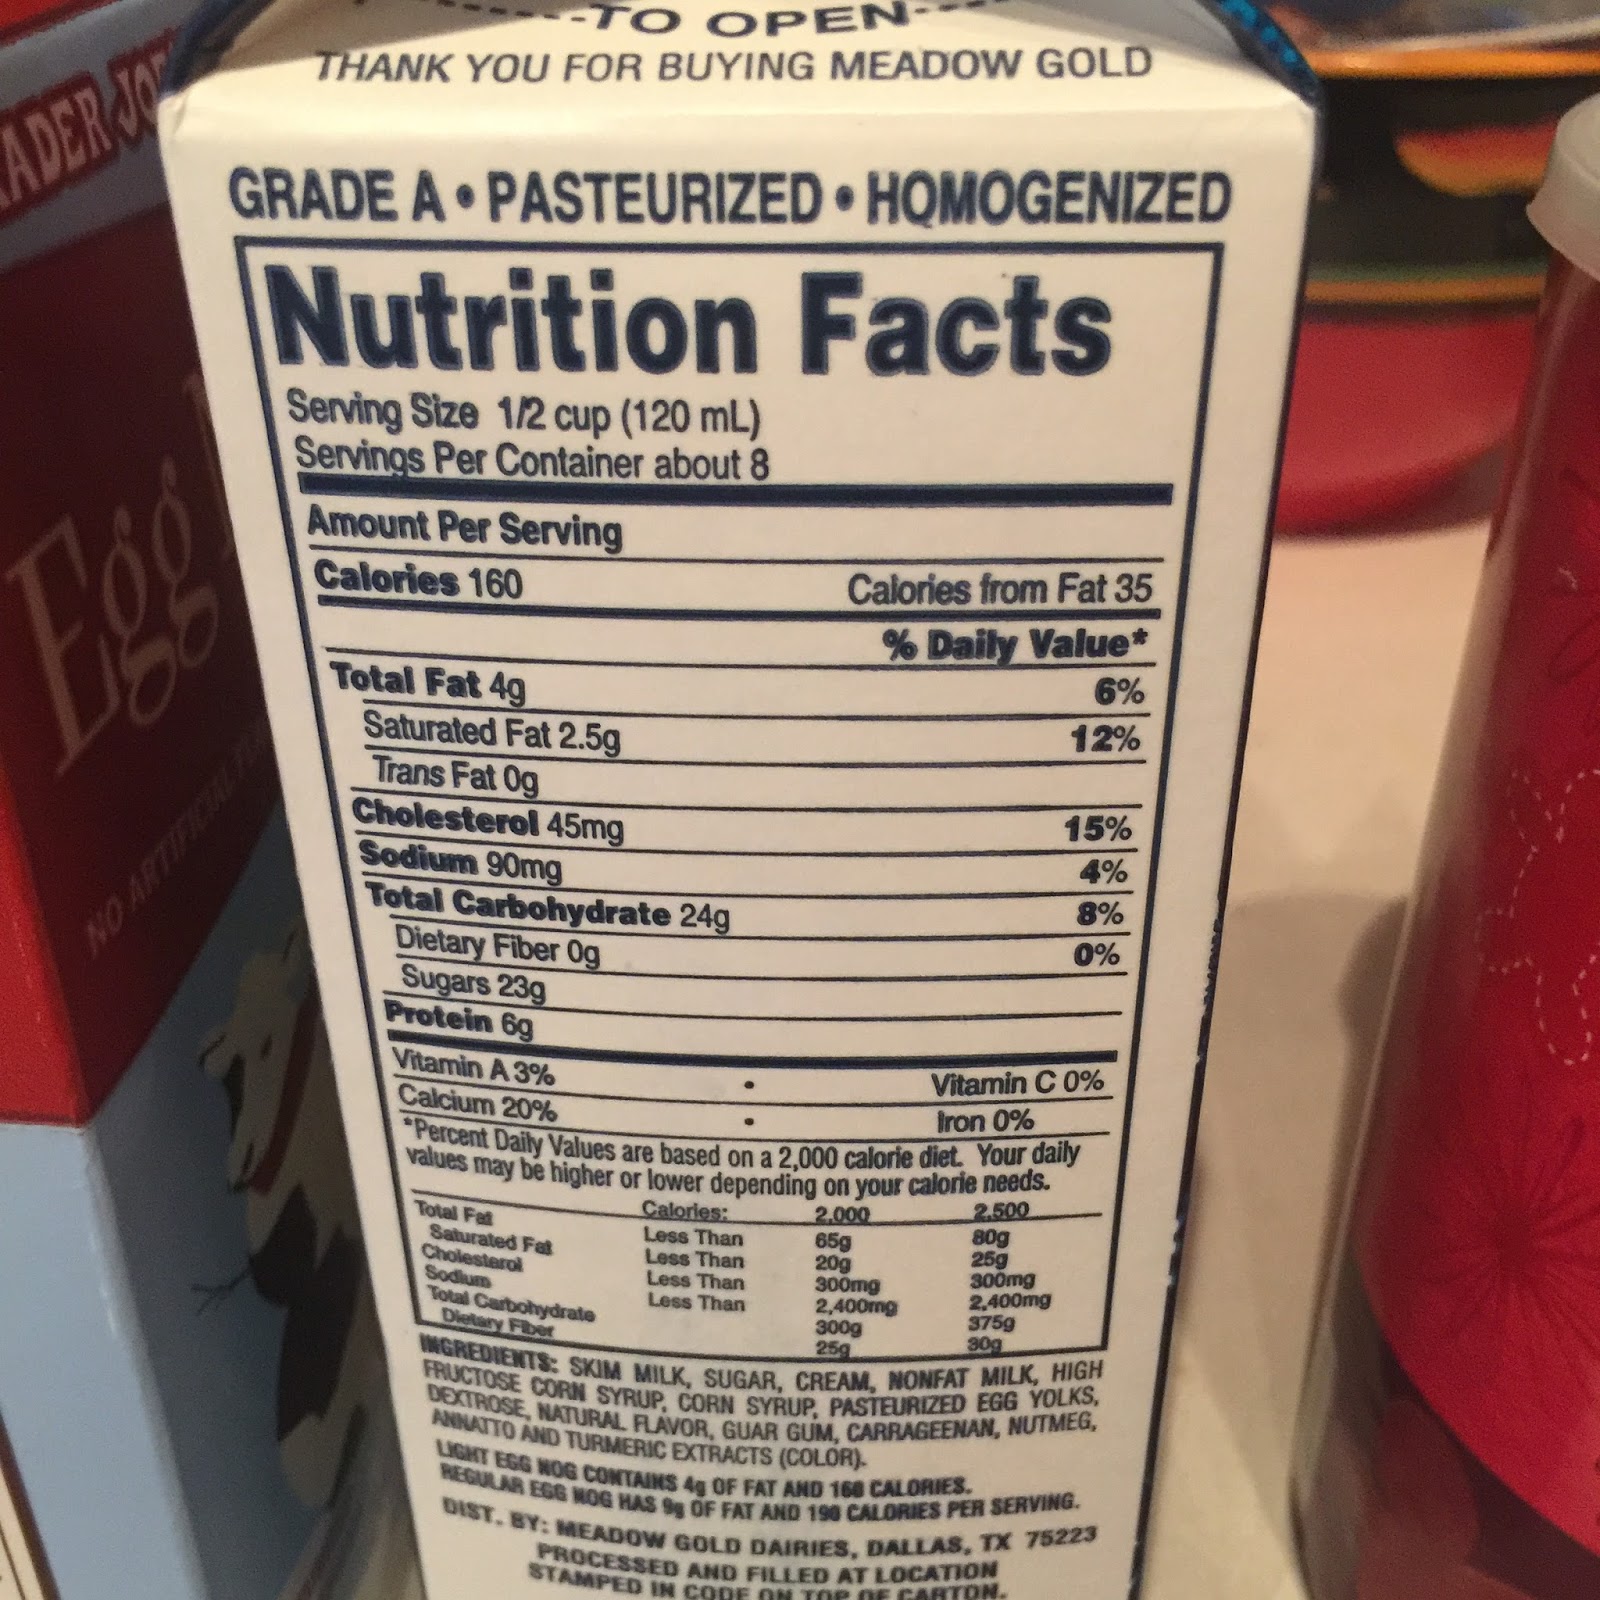 TO OPEN
THANK YOU FOR BUYING MEADOW GOLD
GRADE A • PASTEURIZED • HOMOGENIZED
Nutrition Facts
Serving Size 1/2 cup (120 mL)
Servings Per Container about 8
Amount Per Serving
Calories 160 Calories from Fat 35
% Daily Value*
Total Fat 4g 6%
Saturated Fat 2.5g 12%
Trans Fat 0g
Cholesterol 45mg 15%
Sodium 90mg 4%
Total Carbohydrate 24g 8%
Dietary Fiber 0g 0%
Sugars 23g
Protein 6g
Vitamin A 3% • Vitamin C 0%
Calcium 20% • Iron 0%
*Percent Daily Values are based on a 2,000 calorie diet. Your daily
values may be higher or lower depending on your calorie needs.
Calories: 2,000 2,500
Total Fat Less Than 65g 80g
Saturated Fat Less Than 20g 25g
Cholesterol Less Than 300mg 300mg
Sodium Less Than 2,400mg 2,400mg
Total Carbohydrate 300g 375g
Dietary Fiber 25g 30g
INGREDIENTS: SKIM MILK, SUGAR, CREAM, NONFAT MILK, HIGH
FRUCTOSE CORN SYRUP, CORN SYRUP, PASTEURIZED EGG YOLKS,
DEXTROSE, NATURAL FLAVOR, GUAR GUM, CARRAGEENAN, NUTMEG,
ANNATTO AND TURMERIC EXTRACTS (COLOR).
LIGHT EGG NOG CONTAINS 4g OF FAT AND 160 CALORIES.
REGULAR EGG NOG HAS 9g OF FAT AND 190 CALORIES PER SERVING.
DIST. BY: MEADOW GOLD DAIRIES, DALLAS, TX 75223
PROCESSED AND FILLED AT LOCATION
STAMPED IN CODE ON TOP OF CARTON.
ADER JO
Egg
NO ARTIFICIAL